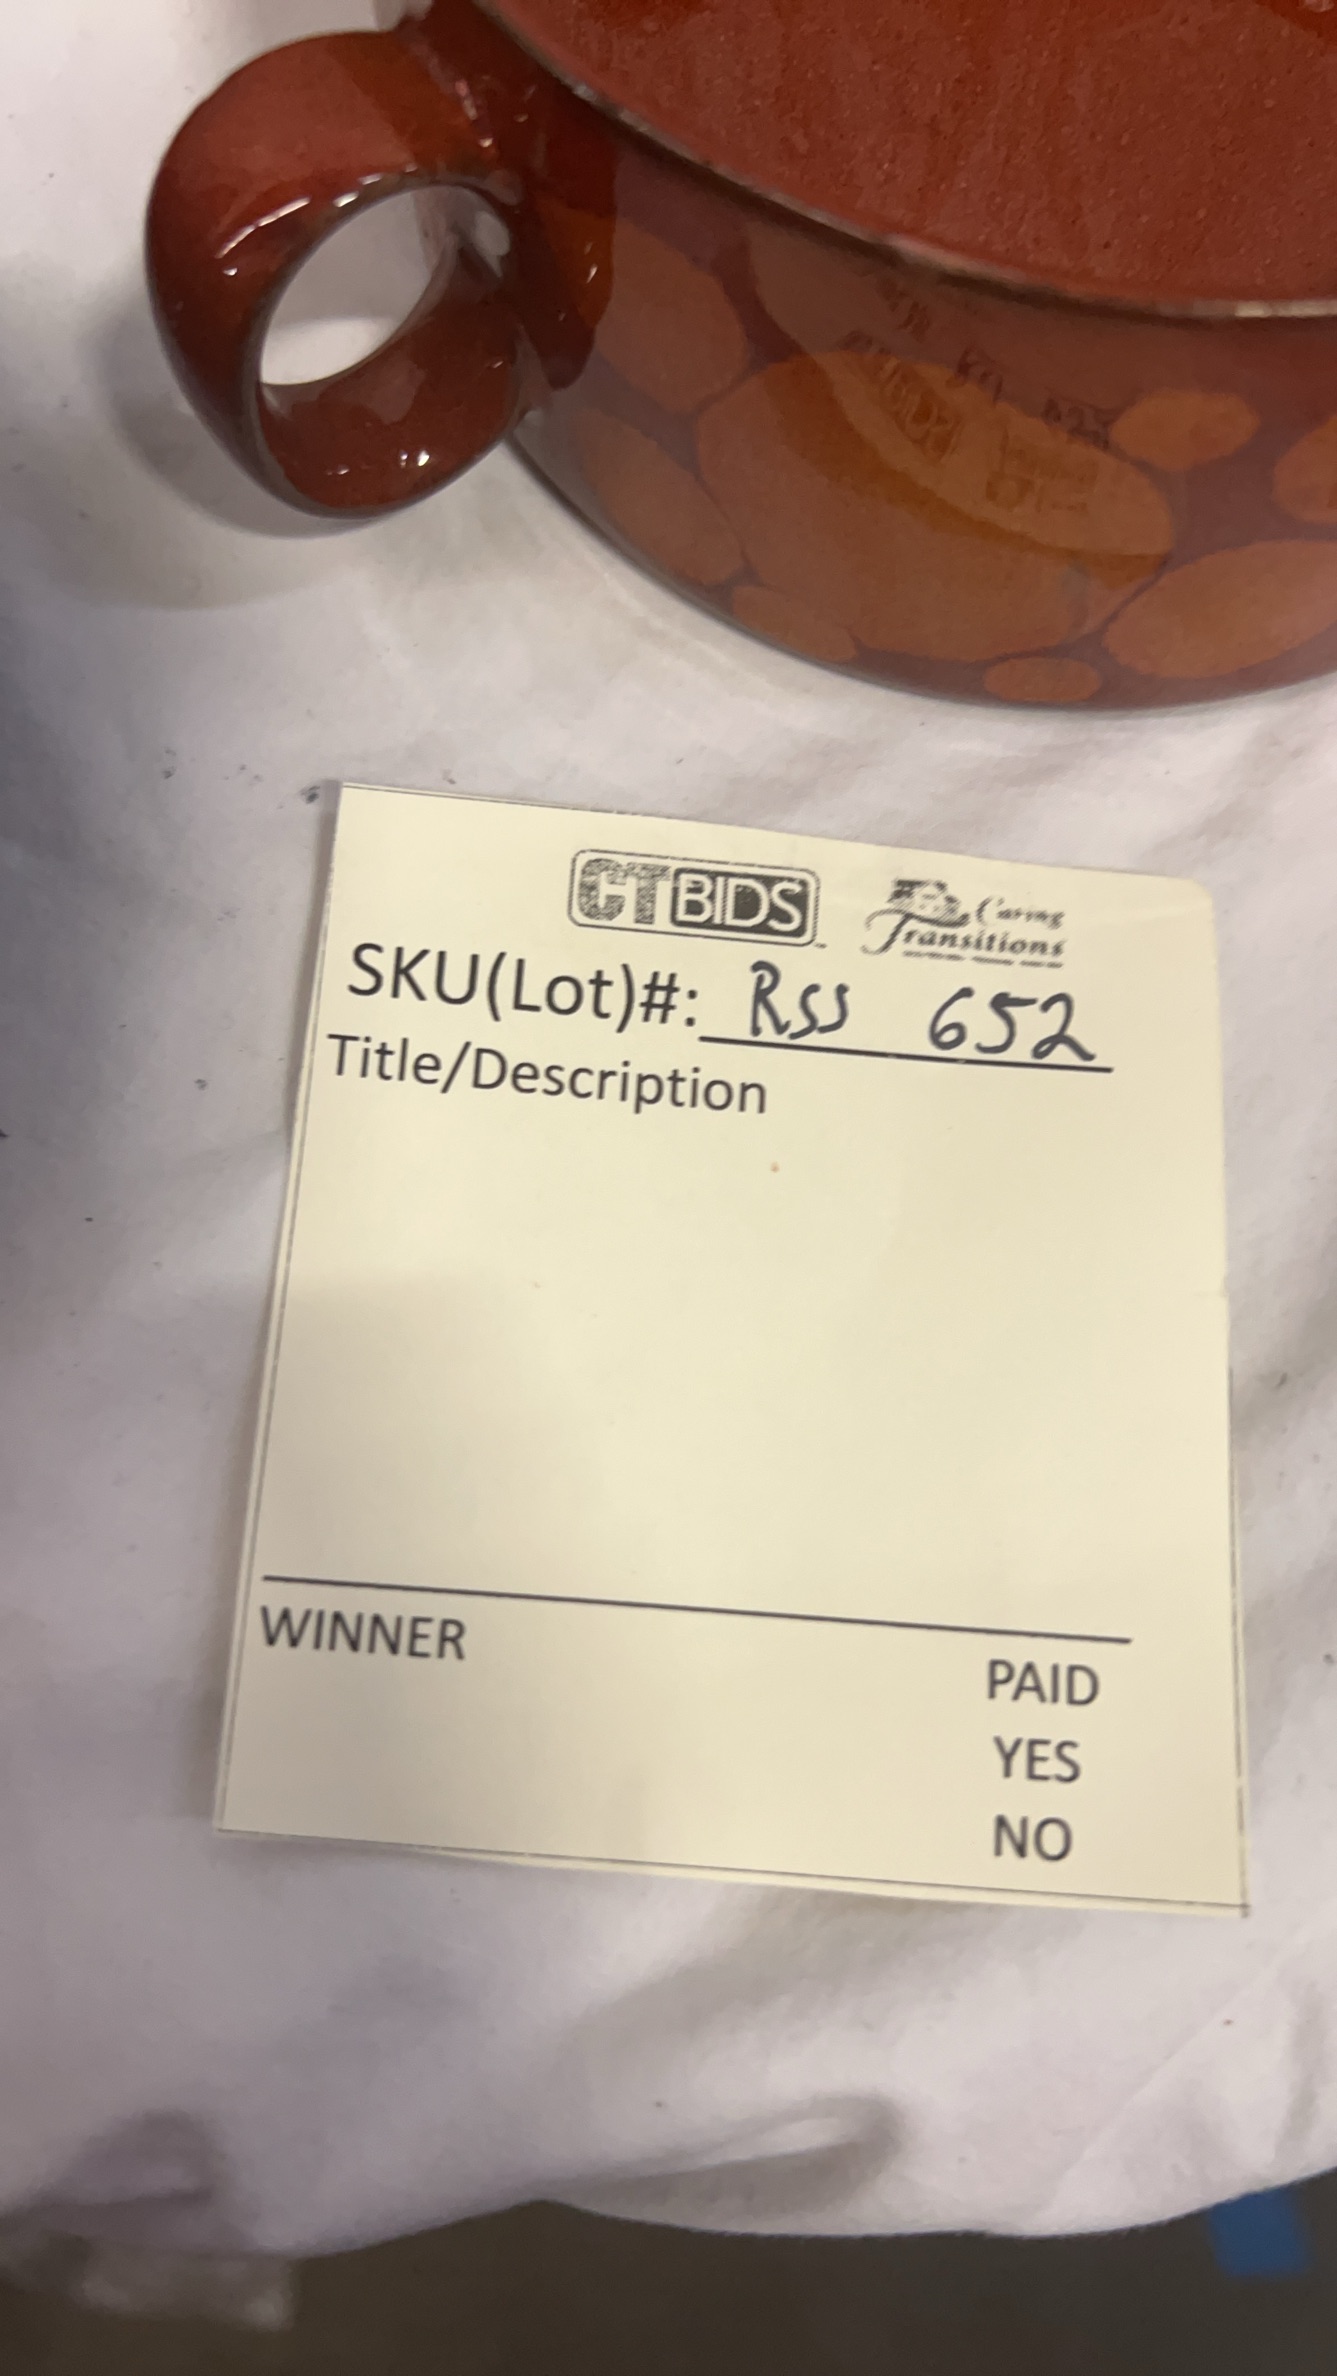 CTBIDS Caring Transitions
SKU(Lot)#: RSS 652
Title/Description
WINNER
PAID
YES
NO